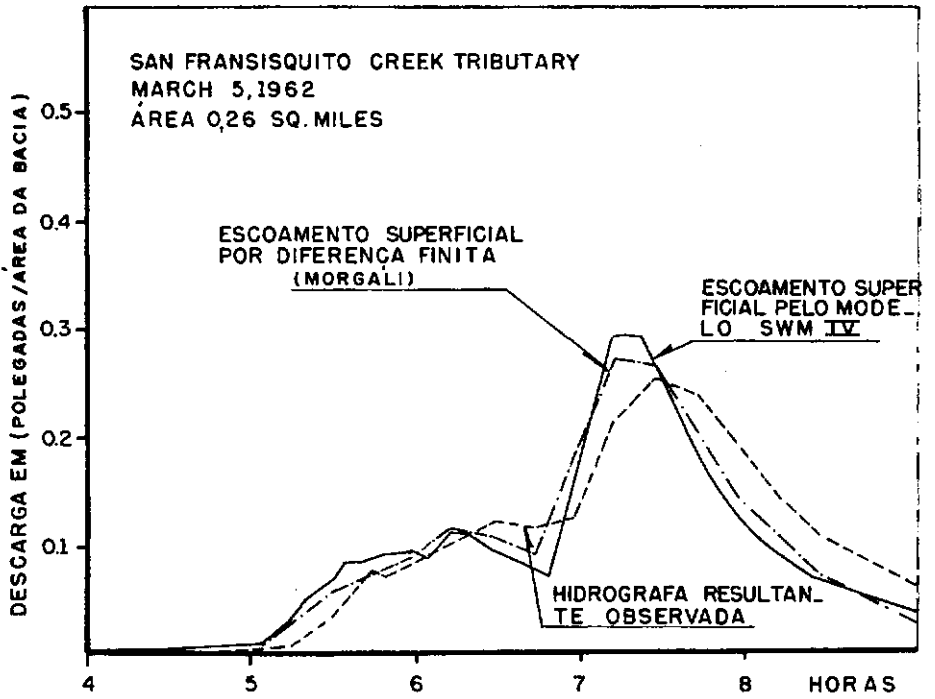 SAN FRANSISQUITO CREEK TRIBUTARY
MARCH 5,1962
ÁREA 0,26 SQ. MILES
DESCARGA EM (POLEGADAS/ÁREA DA BACIA)
0.5
0.4
0.3
0.2
0.1
ESCOAMENTO SUPERFICIAL
POR DIFERENÇA FINITA
(MORGALI)
ESCOAMENTO SUPER
FICIAL PELO MODE_
LO SWM IV
HIDROGRAFA RESULTAN_
TE OBSERVADA
4 5 6 7 8 HORAS